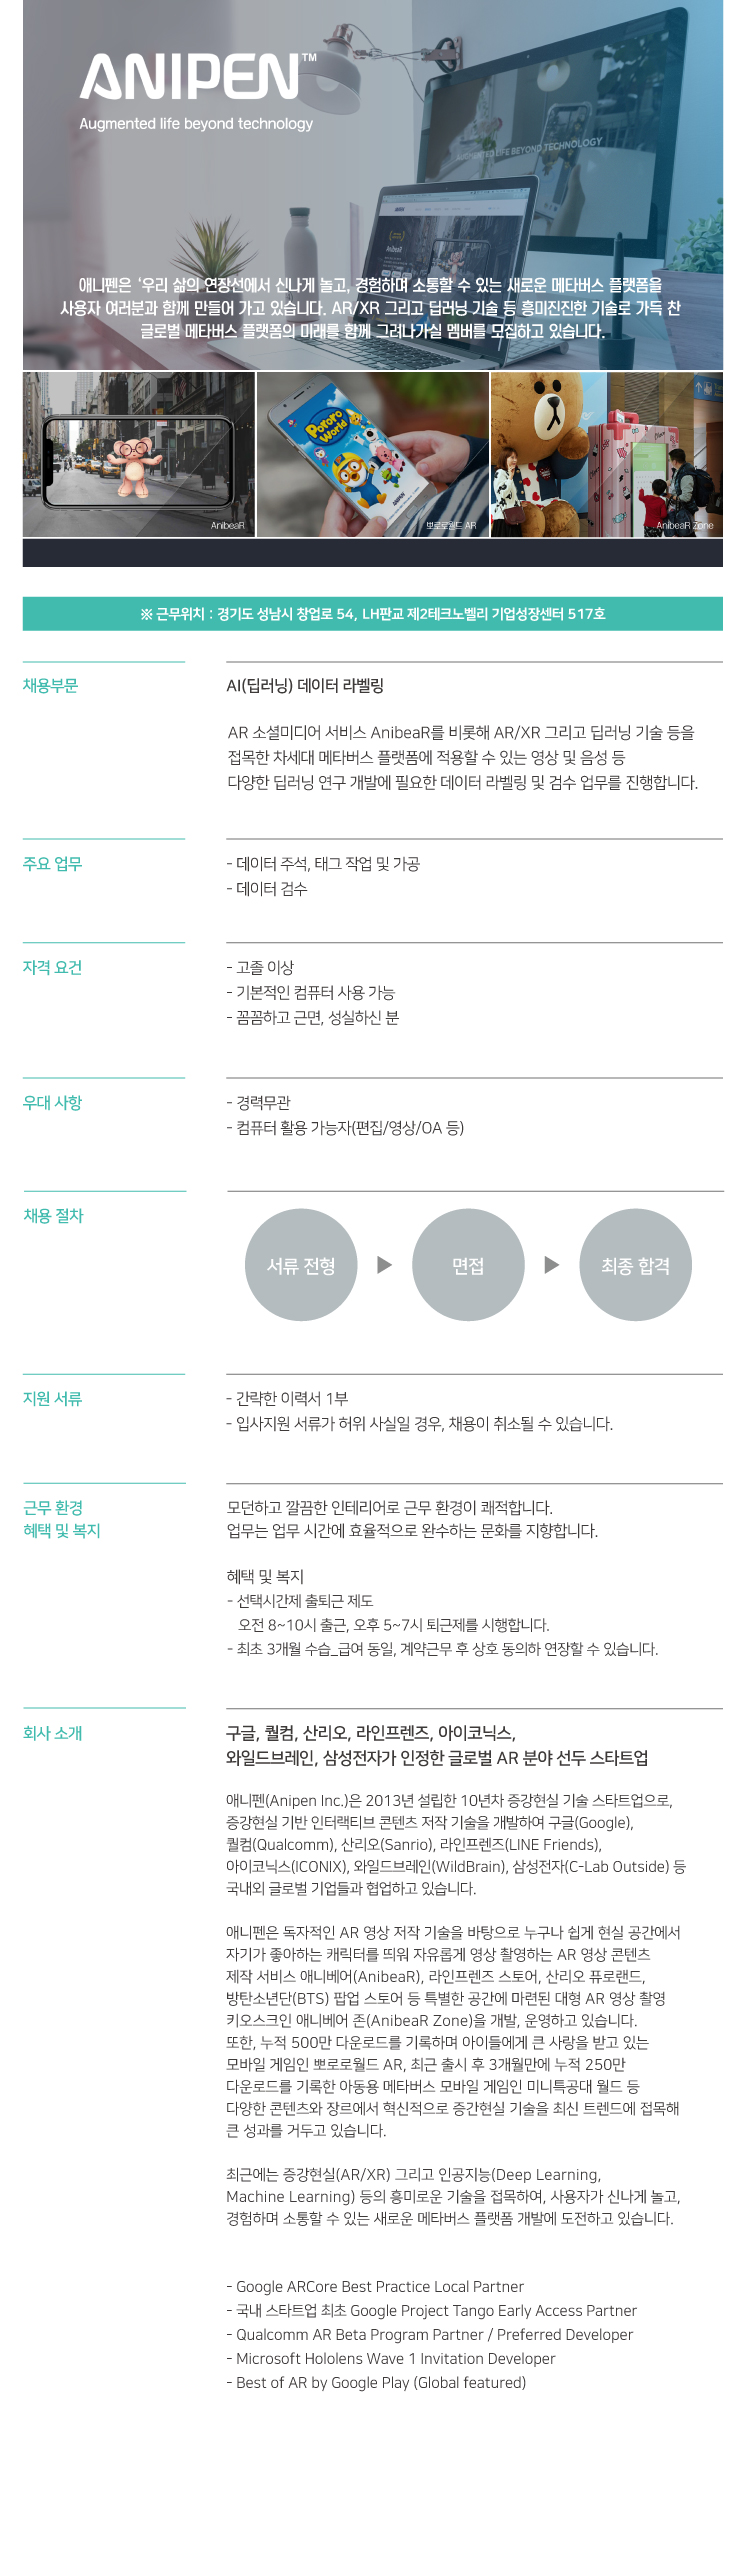 ANIPEN™
Augmented life beyond technology
AUGMENTED LIFE BEYOND TECHNOLOGY
애니펜은 '우리 삶의 연장선에서 신나게 놀고, 경험하며 소통할 수 있는 새로운 메타버스 플랫폼을
사용자 여러분과 함께 만들어 가고 있습니다. AR/XR 그리고 딥러닝 기술 등 흥미진진한 기술로 가득 찬
글로벌 메타버스 플랫폼의 미래를 함께 그려나가실 멤버를 모집하고 있습니다.
AnibeaR
Pororo World
ANIPEN
뽀로로월드 AR
AnibeaR Zone
※ 근무위치 : 경기도 성남시 창업로 54, LH판교 제2테크노벨리 기업성장센터 517호
채용부문
AI(딥러닝) 데이터 라벨링
AR 소셜미디어 서비스 AnibeaR를 비롯해 AR/XR 그리고 딥러닝 기술 등을
접목한 차세대 메타버스 플랫폼에 적용할 수 있는 영상 및 음성 등
다양한 딥러닝 연구 개발에 필요한 데이터 라벨링 및 검수 업무를 진행합니다.
주요 업무
- 데이터 주석, 태그 작업 및 가공
- 데이터 검수
자격 요건
- 고졸 이상
- 기본적인 컴퓨터 사용 가능
- 꼼꼼하고 근면, 성실하신 분
우대 사항
- 경력무관
- 컴퓨터 활용 가능자(편집/영상/OA 등)
채용 절차
서류 전형 ▶ 면접 ▶ 최종 합격
지원 서류
- 간략한 이력서 1부
- 입사지원 서류가 허위 사실일 경우, 채용이 취소될 수 있습니다.
근무 환경
혜택 및 복지
모던하고 깔끔한 인테리어로 근무 환경이 쾌적합니다.
업무는 업무 시간에 효율적으로 완수하는 문화를 지향합니다.
혜택 및 복지
- 선택시간제 출퇴근 제도
오전 8~10시 출근, 오후 5~7시 퇴근제를 시행합니다.
- 최초 3개월 수습_급여 동일, 계약근무 후 상호 동의하 연장할 수 있습니다.
회사 소개
구글, 퀄컴, 산리오, 라인프렌즈, 아이코닉스,
와일드브레인, 삼성전자가 인정한 글로벌 AR 분야 선두 스타트업
애니펜(Anipen Inc.)은 2013년 설립한 10년차 증강현실 기술 스타트업으로,
증강현실 기반 인터랙티브 콘텐츠 저작 기술을 개발하여 구글(Google),
퀄컴(Qualcomm), 산리오(Sanrio), 라인프렌즈(LINE Friends),
아이코닉스(ICONIX), 와일드브레인(WildBrain), 삼성전자(C-Lab Outside) 등
국내외 글로벌 기업들과 협업하고 있습니다.
애니펜은 독자적인 AR 영상 저작 기술을 바탕으로 누구나 쉽게 현실 공간에서
자기가 좋아하는 캐릭터를 띄워 자유롭게 영상 촬영하는 AR 영상 콘텐츠
제작 서비스 애니베어(AnibeaR), 라인프렌즈 스토어, 산리오 퓨로랜드,
방탄소년단(BTS) 팝업 스토어 등 특별한 공간에 마련된 대형 AR 영상 촬영
키오스크인 애니베어 존(AnibeaR Zone)을 개발, 운영하고 있습니다.
또한, 누적 500만 다운로드를 기록하며 아이들에게 큰 사랑을 받고 있는
모바일 게임인 뽀로로월드 AR, 최근 출시 후 3개월만에 누적 250만
다운로드를 기록한 아동용 메타버스 모바일 게임인 미니특공대 월드 등
다양한 콘텐츠와 장르에서 혁신적으로 증간현실 기술을 최신 트렌드에 접목해
큰 성과를 거두고 있습니다.
최근에는 증강현실(AR/XR) 그리고 인공지능(Deep Learning,
Machine Learning) 등의 흥미로운 기술을 접목하여, 사용자가 신나게 놀고,
경험하며 소통할 수 있는 새로운 메타버스 플랫폼 개발에 도전하고 있습니다.
- Google ARCore Best Practice Local Partner
- 국내 스타트업 최초 Google Project Tango Early Access Partner
- Qualcomm AR Beta Program Partner / Preferred Developer
- Microsoft Hololens Wave 1 Invitation Developer
- Best of AR by Google Play (Global featured)